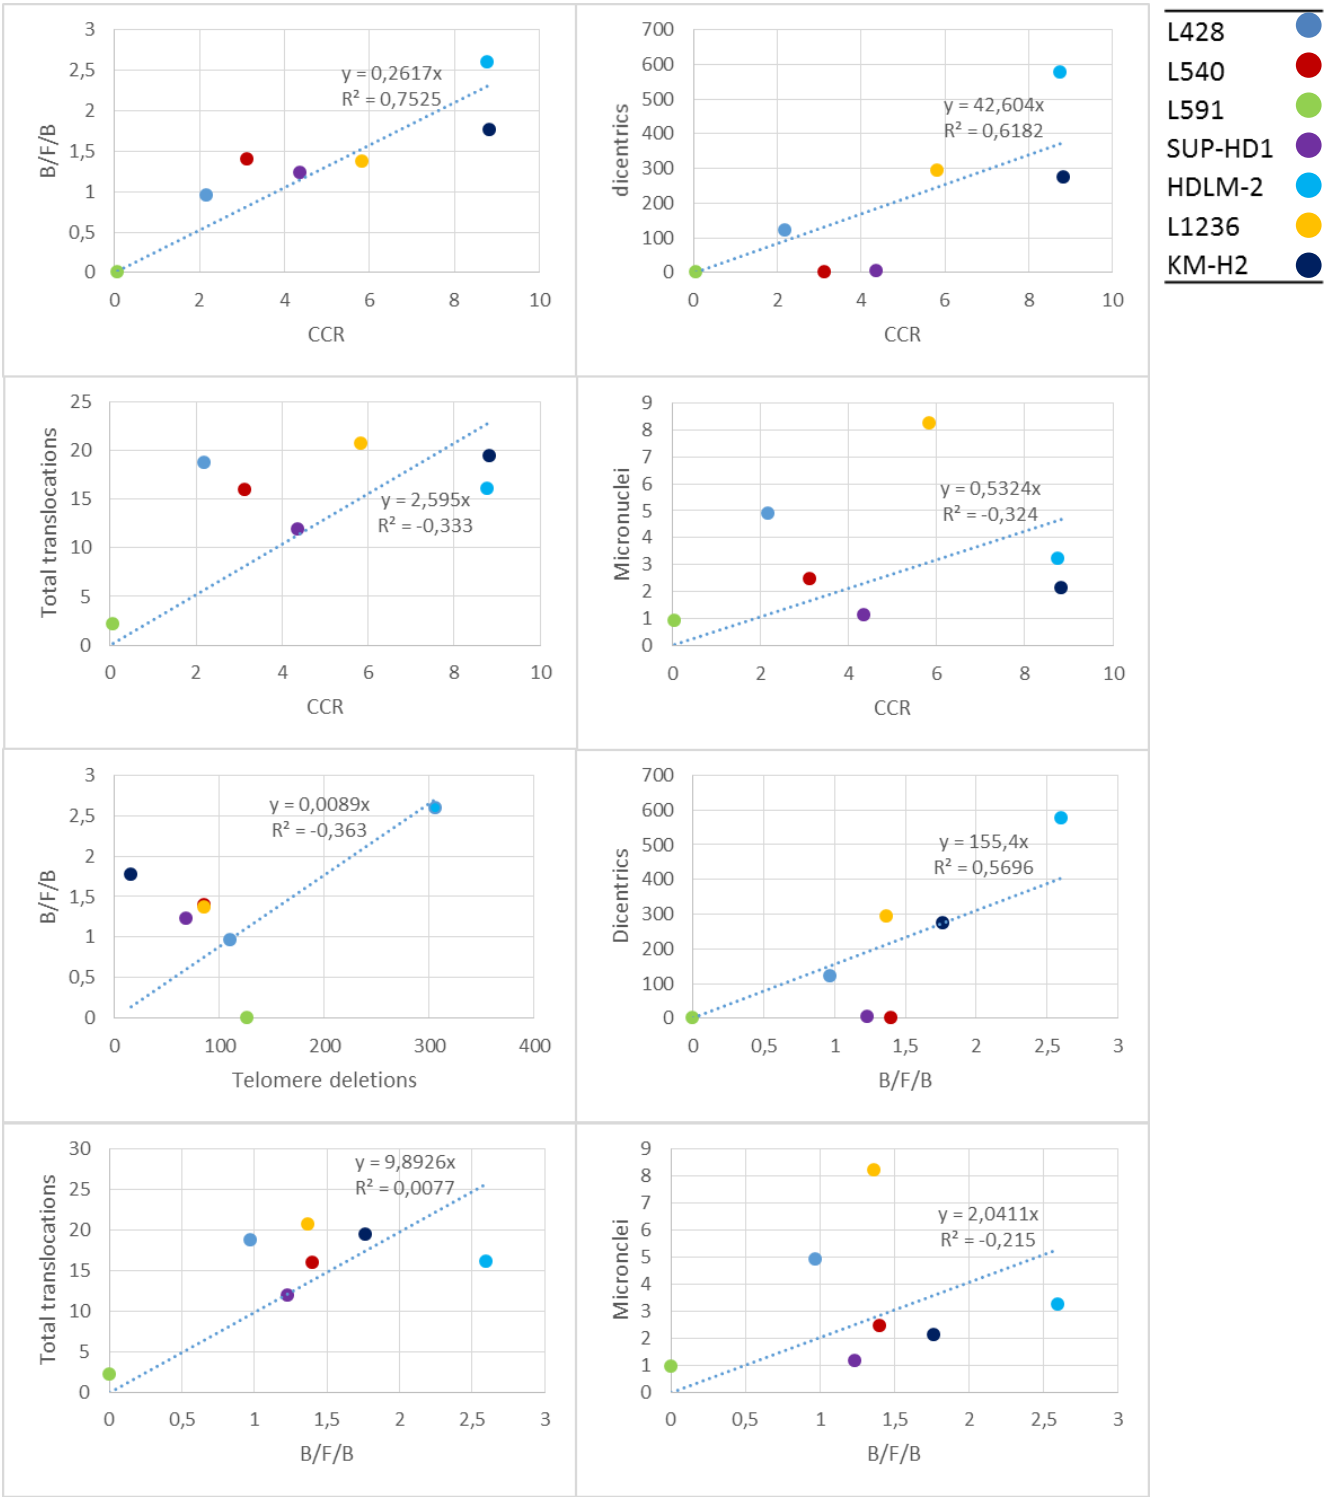 3
2,5
2
1,5
1
0,5
0
B/F/B
y = 0,2617x
R² = 0,7525
0 2 4 6 8 10
CCR
700
600
500
400
300
200
100
0
dicentrics
y = 42,604x
R² = 0,6182
0 2 4 6 8 10
CCR
L428
L540
L591
SUP-HD1
HDLM-2
L1236
KM-H2
25
20
15
10
5
0
Total translocations
y = 2,595x
R² = -0,333
0 2 4 6 8 10
CCR
9
8
7
6
5
4
3
2
1
0
Micronuclei
y = 0,5324x
R² = -0,324
0 2 4 6 8 10
CCR
3
2,5
2
1,5
1
0,5
0
B/F/B
y = 0,0089x
R² = -0,363
0 100 200 300 400
Telomere deletions
700
600
500
400
300
200
100
0
Dicentrics
y = 155,4x
R² = 0,5696
0 0,5 1 1,5 2 2,5 3
B/F/B
30
25
20
15
10
5
0
Total translocations
y = 9,8926x
R² = 0,0077
0 0,5 1 1,5 2 2,5 3
B/F/B
9
8
7
6
5
4
3
2
1
0
Micronclei
y = 2,0411x
R² = -0,215
0 0,5 1 1,5 2 2,5 3
B/F/B